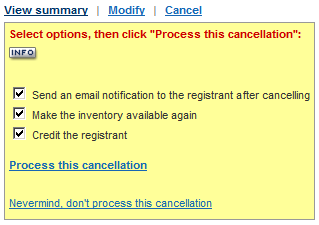 View summary | Modify | Cancel
Select options, then click "Process this cancellation":
INFO
Send an email notification to the registrant after cancelling
Make the inventory available again
Credit the registrant
Process this cancellation
Nevermind, don't process this cancellation